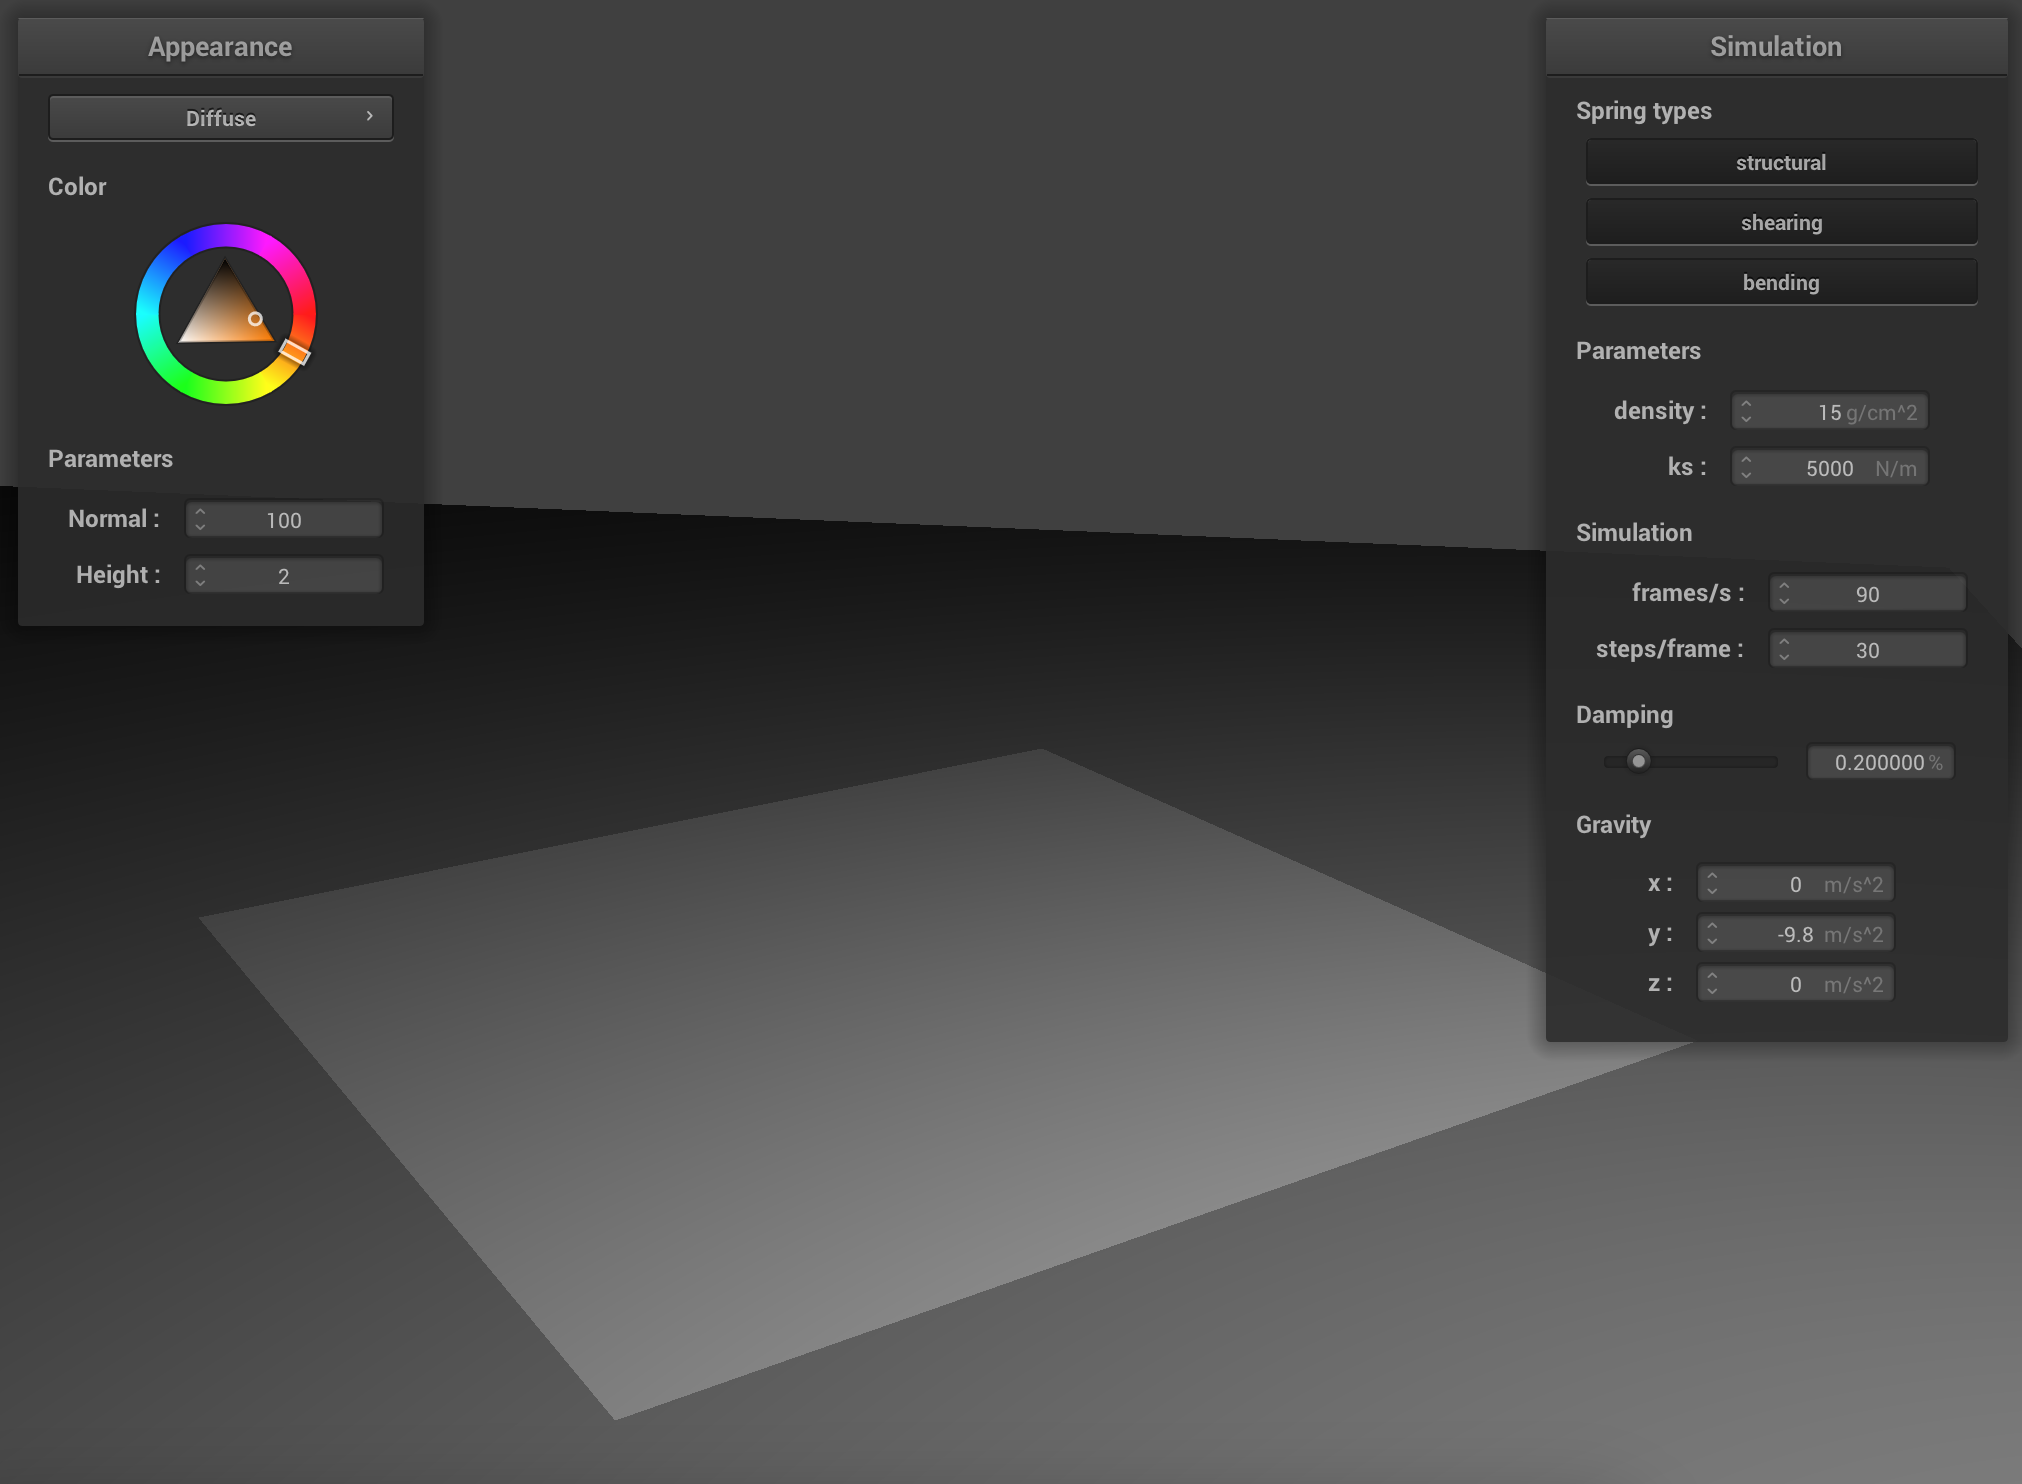 Appearance
Diffuse
Color
Parameters
Normal : 100
Height : 2
Simulation
Spring types
structural
shearing
bending
Parameters
density : 15 g/cm^2
ks : 5000 N/m
Simulation
frames/s : 90
steps/frame : 30
Damping
0.200000 %
Gravity
x : 0 m/s^2
y : -9.8 m/s^2
z : 0 m/s^2